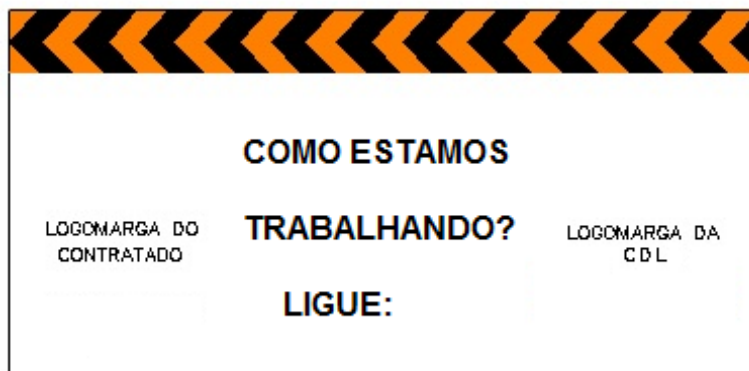 COMO ESTAMOS
TRABALHANDO?
LIGUE:
LOGOMARGA DO
CONTRATADO
LOGOMARGA DA
CDL